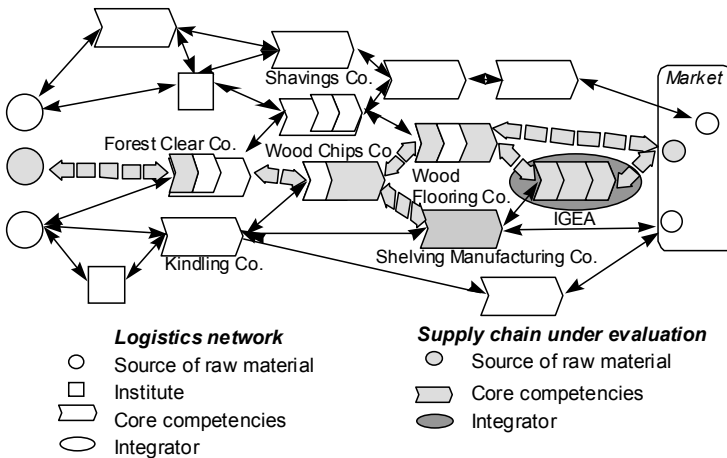 Shavings Co.
Market
Forest Clear Co.
Wood Chips Co
Wood
Flooring Co.
IGEA
Kindling Co.
Shelving Manufacturing Co.
Logistics network
Source of raw material
Institute
Core competencies
Integrator
Supply chain under evaluation
Source of raw material
Core competencies
Integrator